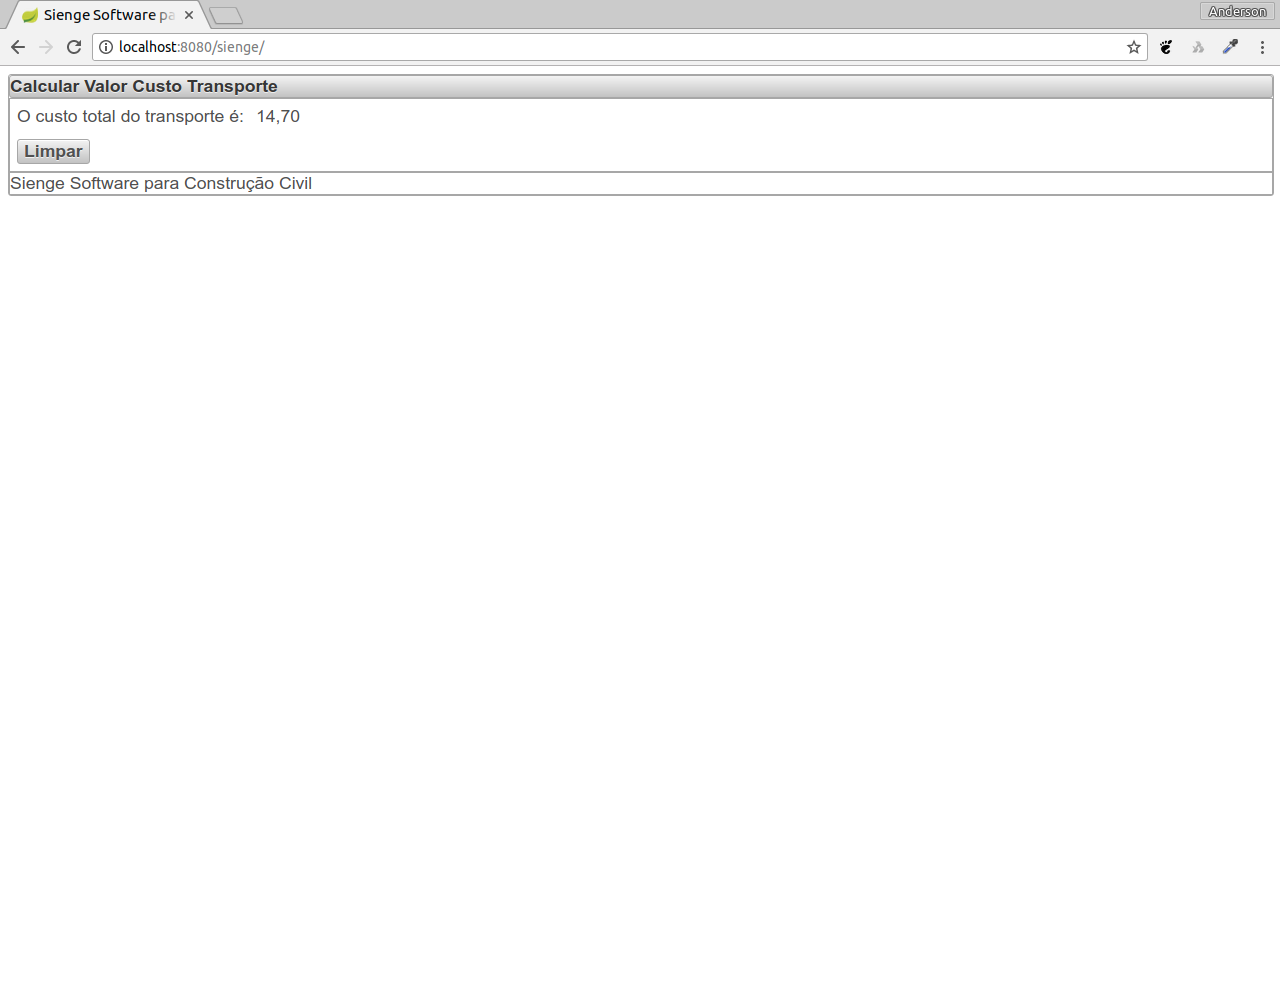 Sienge Software pa
Anderson
localhost:8080/sienge/
Calcular Valor Custo Transporte
O custo total do transporte é: 14,70
Limpar
Sienge Software para Construção Civil